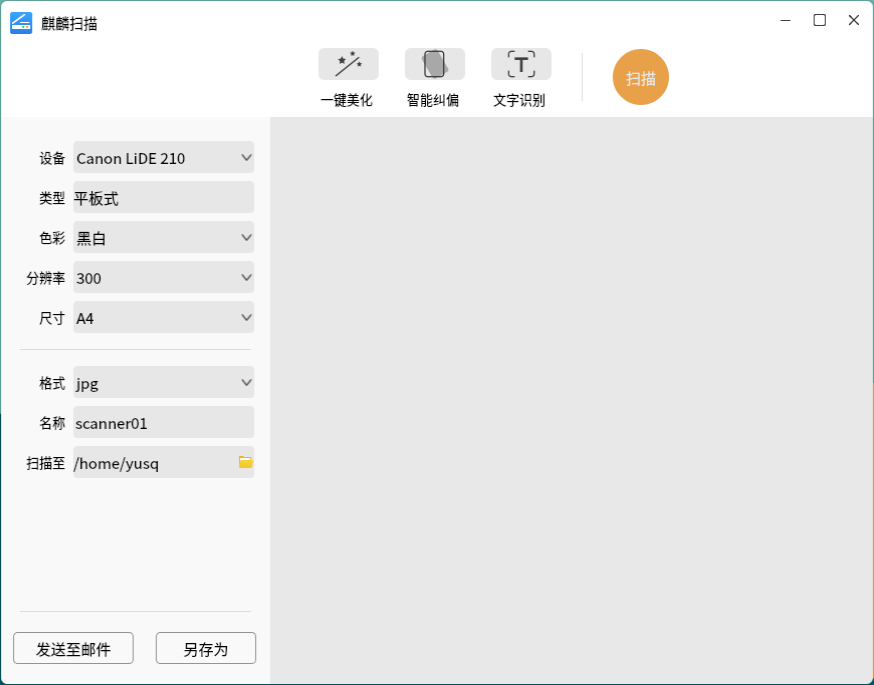 麒麟扫描
一键美化
智能纠偏
文字识别
扫描
设备 Canon LiDE 210
类型 平板式
色彩 黑白
分辨率 300
尺寸 A4
格式 jpg
名称 scanner01
扫描至 /home/yusq
发送至邮件
另存为